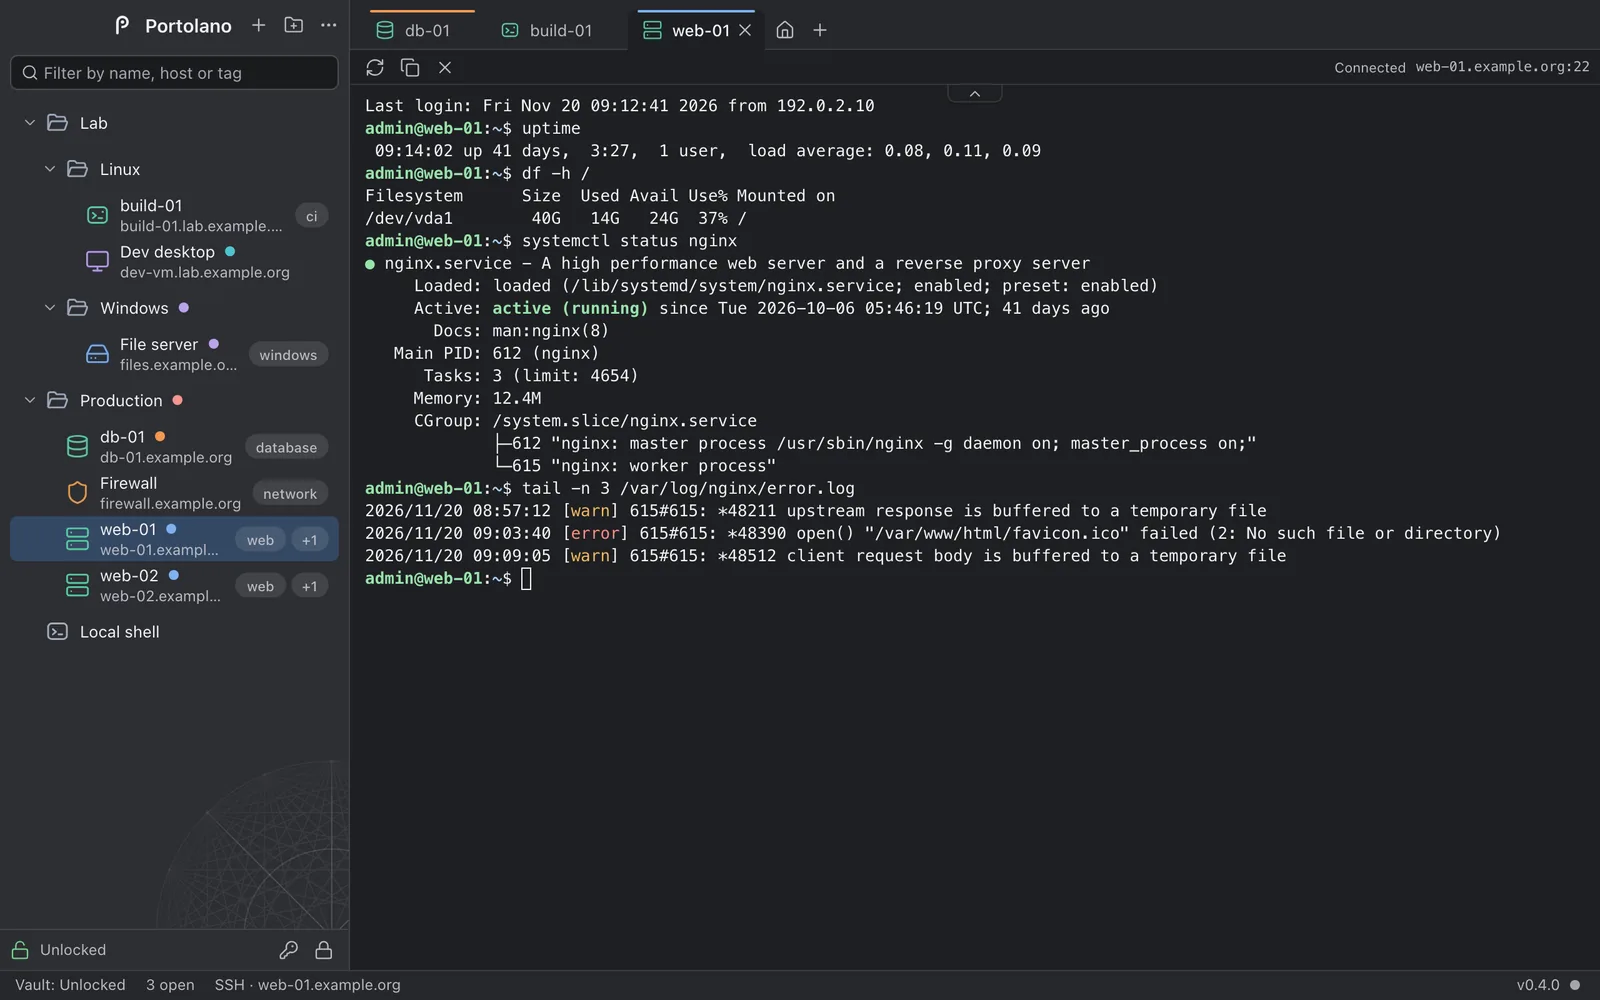 Portolano
Filter by name, host or tag
Lab
Linux
build-01
build-01.lab.example....
ci
Dev desktop
dev-vm.lab.example.org
Windows
File server
files.example.o...
windows
Production
db-01
db-01.example.org
database
Firewall
firewall.example.org
network
web-01
web-01.exampl...
web +1
web-02
web-02.exampl...
web +1
Local shell
Unlocked
db-01
build-01
web-01
Connected web-01.example.org:22
Last login: Fri Nov 20 09:12:41 2026 from 192.0.2.10
admin@web-01:~$ uptime
09:14:02 up 41 days,  3:27,  1 user,  load average: 0.08, 0.11, 0.09
admin@web-01:~$ df -h /
Filesystem      Size  Used Avail Use% Mounted on
/dev/vda1        40G   14G   24G  37% /
admin@web-01:~$ systemctl status nginx
● nginx.service - A high performance web server and a reverse proxy server
Loaded: loaded (/lib/systemd/system/nginx.service; enabled; preset: enabled)
Active: active (running) since Tue 2026-10-06 05:46:19 UTC; 41 days ago
Docs: man:nginx(8)
Main PID: 612 (nginx)
Tasks: 3 (limit: 4654)
Memory: 12.4M
CGroup: /system.slice/nginx.service
├─612 "nginx: master process /usr/sbin/nginx -g daemon on; master_process on;"
└─615 "nginx: worker process"
admin@web-01:~$ tail -n 3 /var/log/nginx/error.log
2026/11/20 08:57:12 [warn] 615#615: *48211 upstream response is buffered to a temporary file
2026/11/20 09:03:40 [error] 615#615: *48390 open() "/var/www/html/favicon.ico" failed (2: No such file or directory)
2026/11/20 09:09:05 [warn] 615#615: *48512 client request body is buffered to a temporary file
admin@web-01:~$
Vault: Unlocked 3 open SSH · web-01.example.org
v0.4.0